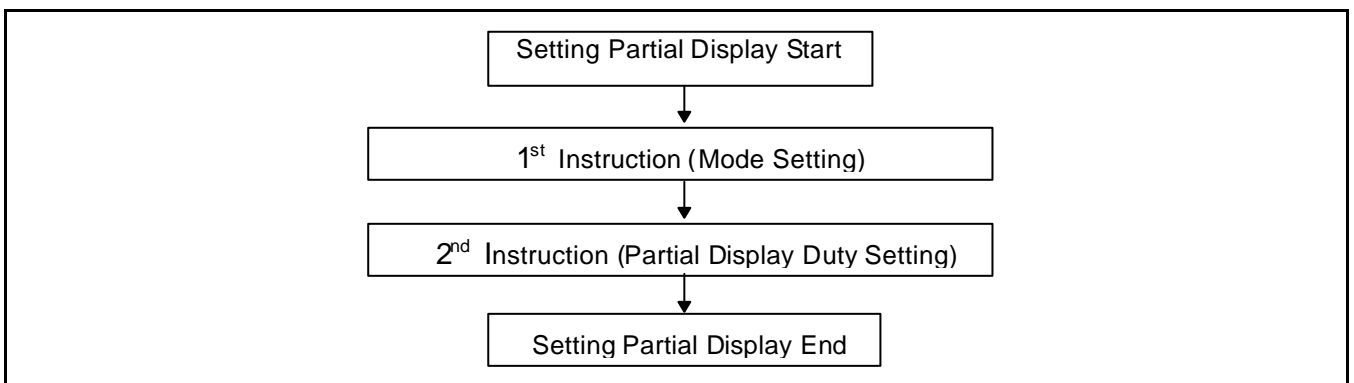 Setting Partial Display Start
1st Instruction (Mode Setting)
2nd Instruction (Partial Display Duty Setting)
Setting Partial Display End